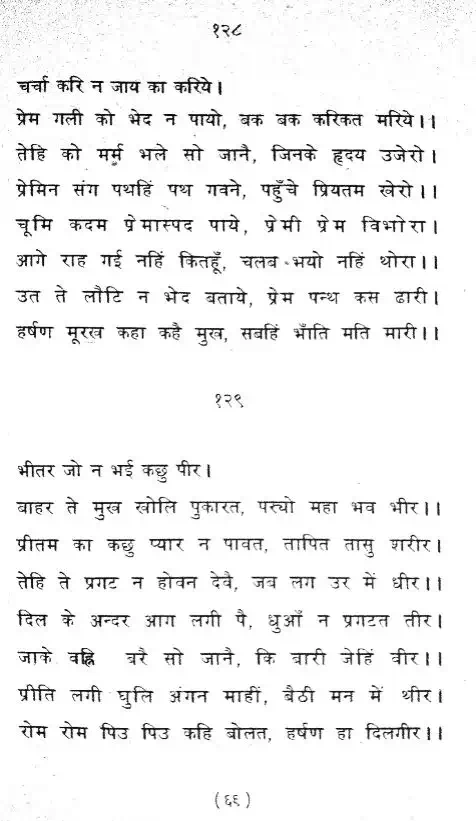 १२८
चर्चा करि न जाय का करिये।
प्रेम गली को भेद न पायो, बक बक करिकत मरिये।।
तेहि को मर्म भले सो जानै, जिनके हृदय उजेरो।
प्रेमिन संग पथहिं पथ गवने, पहुँचे प्रियतम खेरो।।
चूमि कदम प्रेमास्पद पाये, प्रेमी प्रेम विभोरा।
आगे राह गई नहिं कितहूँ, चलब भयो नहिं थोरा।।
उत ते लौटि न भेद बताये, प्रेम पन्थ कस ढारी।
हर्षण मूरख कहा कहै मुख, सबहिं भाँति मति मारी।।
१२९
भीतर जो न भई कछु पीर।
बाहर ते मुख खोलि पुकारत, पर्‌यो महा भव भीर।।
प्रीतम का कछु प्यार न पावत, तापित तासु शरीर।
तेहि ते प्रगट न होवन देवै, जब लग उर में धीर।।
दिल के अन्दर आग लगी पै, धुआँ न प्रगटत तीर।
जाके वह्नि बरै सो जानै, कि बारी जेहिं वीर।।
प्रीति लगी घुलि अंगन माहीं, बैठी मन में थीर।
रोम रोम पिउ पिउ कहि बोलत, हर्षण हा दिलगीर।।
(६९)